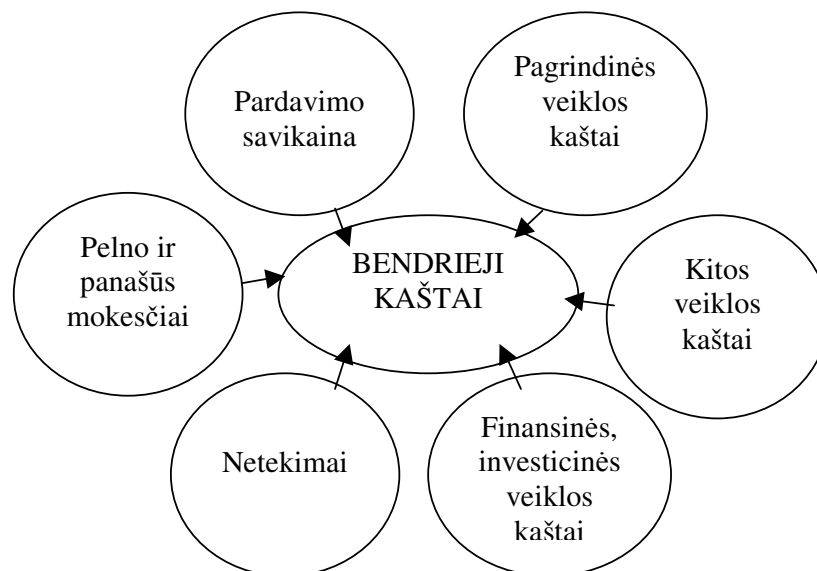 Pardavimo
savikaina
Pagrindinės
veiklos
kaštai
Pelno ir
panašūs
mokesčiai
BENDRIEJI
KAŠTAI
Kitos
veiklos
kaštai
Netekimai
Finansinės,
investicinės
veiklos
kaštai